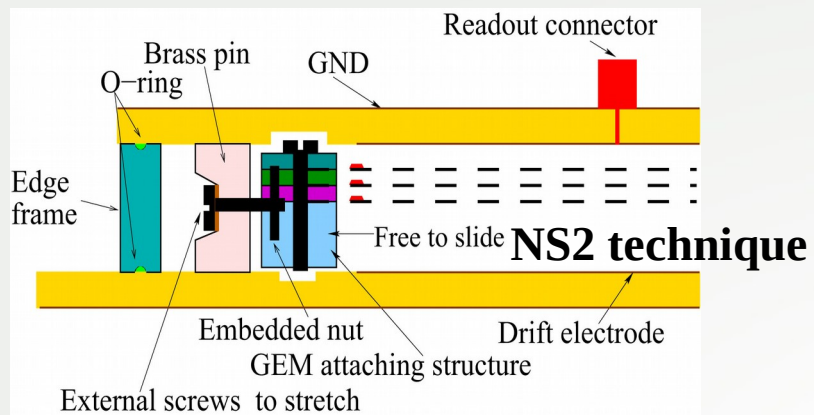 Readout connector
Brass pin
GND
O−ring
Edge
frame
Free to slide
NS2 technique
Embedded nut
Drift electrode
GEM attaching structure
External screws to stretch